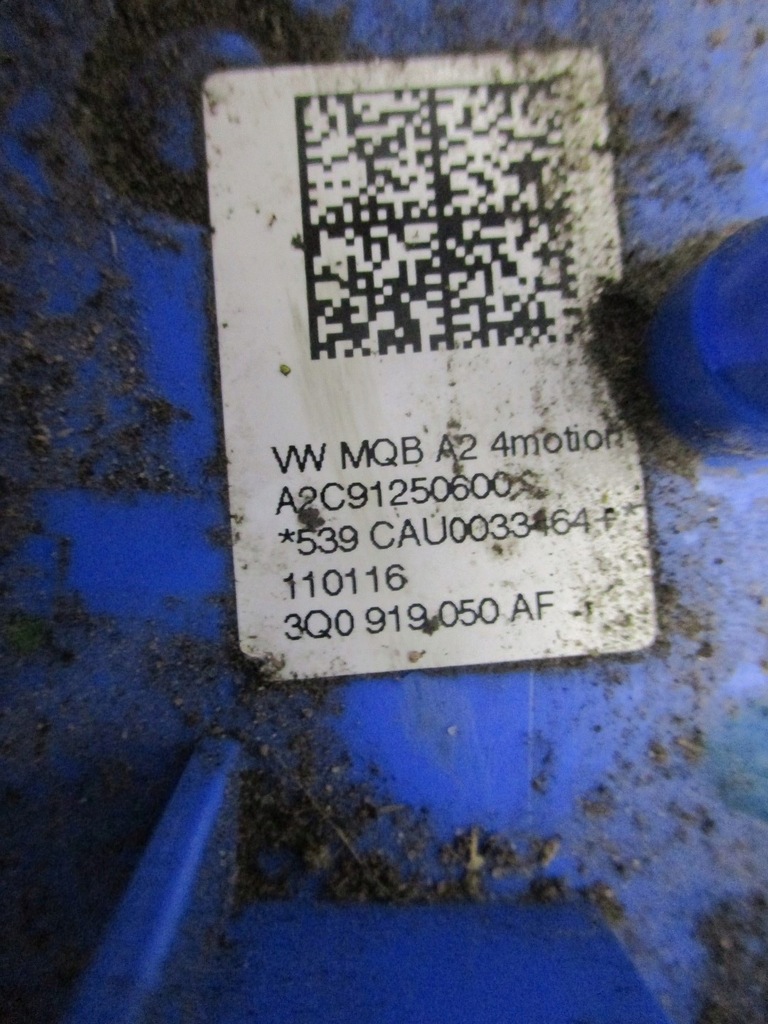 VW MQB A2 4motion
A2C91250600
*539 CAU0033464
110116
3Q0 919 050 AF